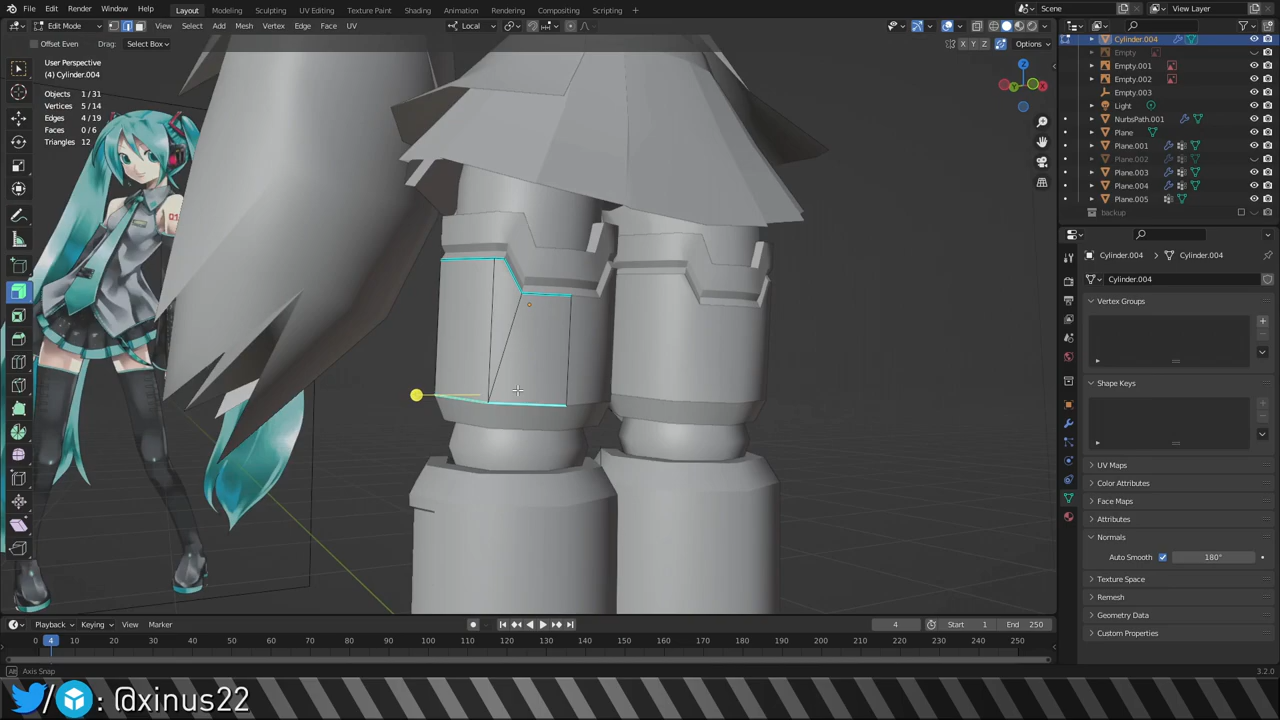 File Edit Render Window Help Layout Modeling Sculpting UV Editing Texture Paint Shading Animation Rendering Compositing Scripting + Scene View Layer
Edit Mode View Select Add Mesh Vertex Edge Face UV Local
Offset Even Drag: Select Box X Y Z Options
User Perspective
(4) Cylinder.004
Objects 1/31
Vertices 5/14
Edges 4/19
Faces 0/6
Triangles 12
Z
Y
X
01
Cylinder.004
Empty
Empty.001
Empty.002
Empty.003
Light
NurbsPath.001
Plane
Plane.001
Plane.002
Plane.003
Plane.004
Plane.005
backup
Cylinder.004 Cylinder.004
Cylinder.004
Vertex Groups
Shape Keys
UV Maps
Color Attributes
Face Maps
Attributes
Normals
Auto Smooth 180°
Texture Space
Remesh
Geometry Data
Custom Properties
Playback Keying View Marker 4 Start 1 End 250
0 4 10 20 30 40 50 60 70 80 90 100 110 120 130 140 150 160 170 180 190 200 210 220 230 240 250
Axis Snap 3.2.0
/ : @xinus22